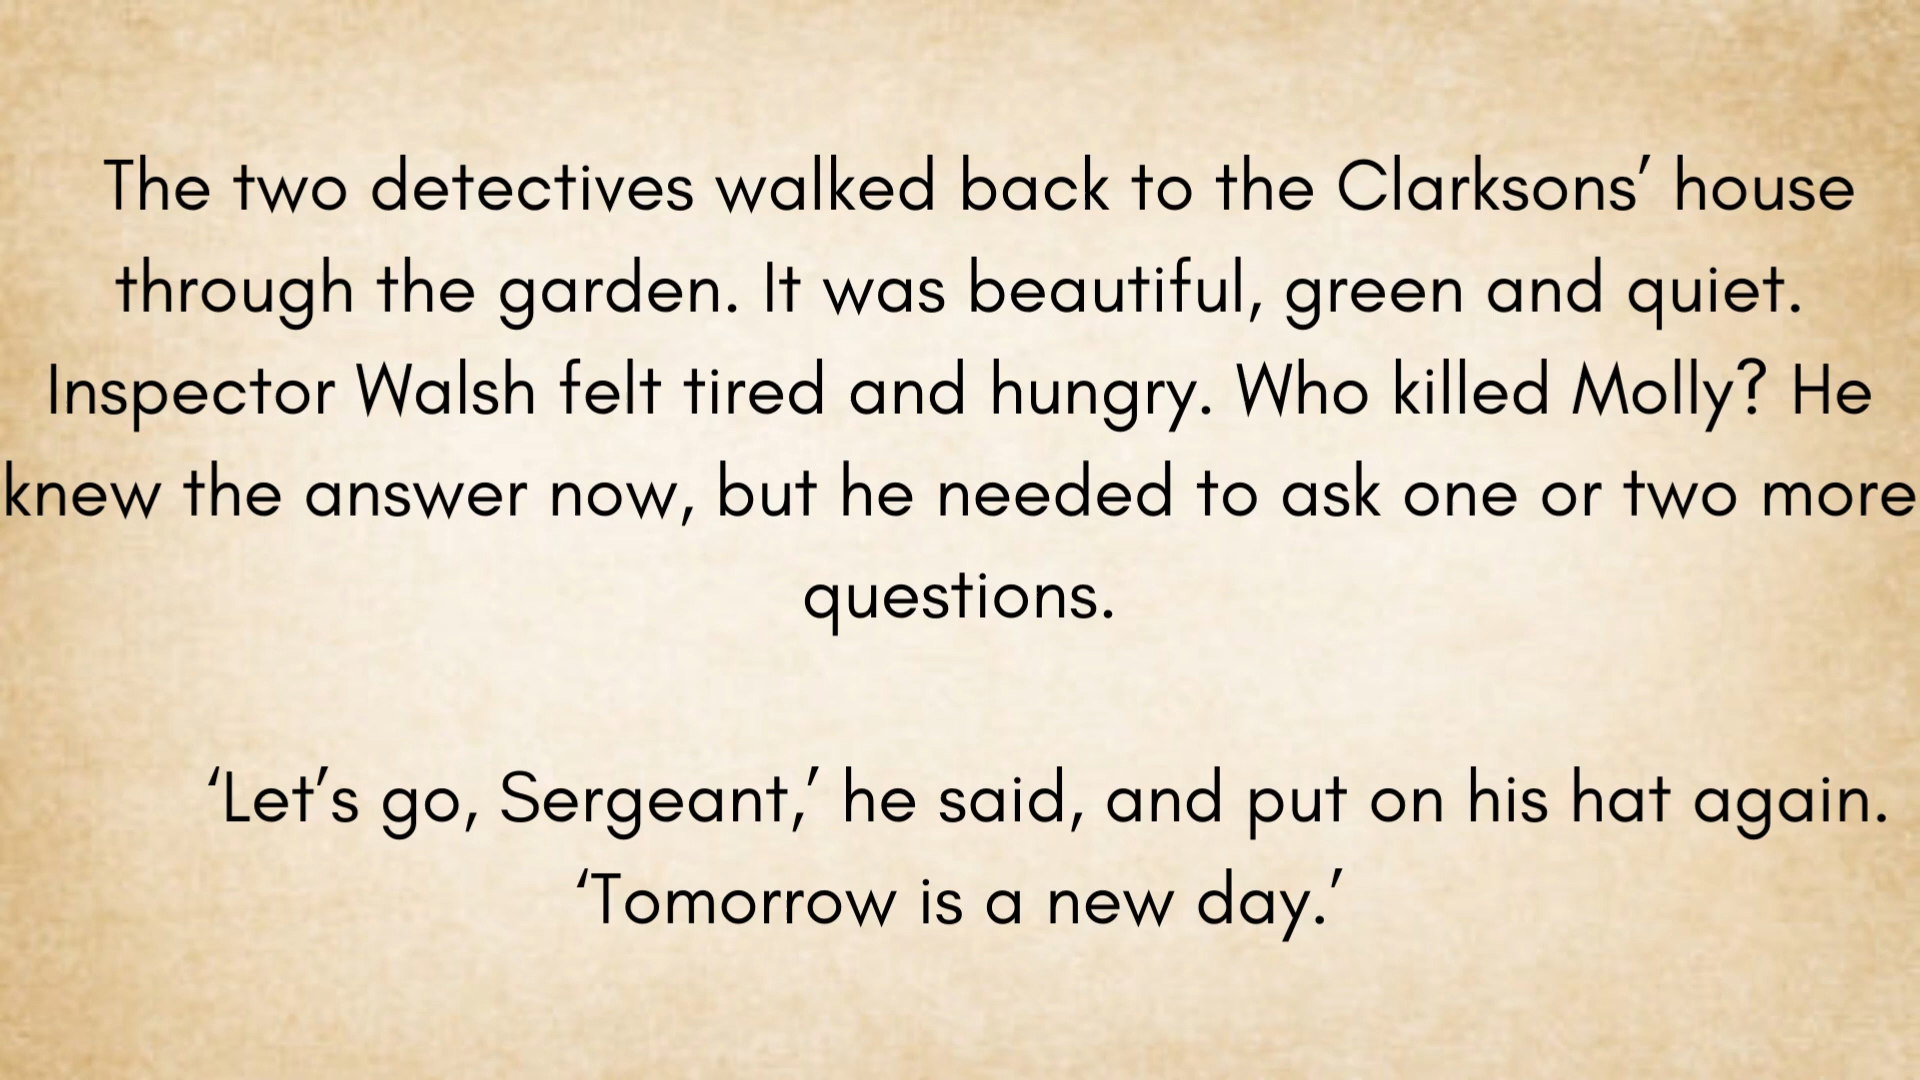 The two detectives walked back to the Clarksons’ house
through the garden. It was beautiful, green and quiet.
Inspector Walsh felt tired and hungry. Who killed Molly? He
knew the answer now, but he needed to ask one or two more
questions.
‘Let’s go, Sergeant,’ he said, and put on his hat again.
‘Tomorrow is a new day.’